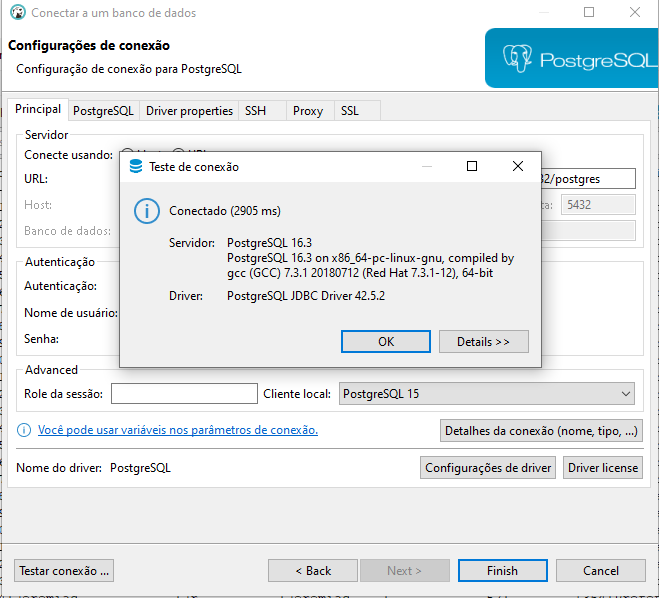 Conectar a um banco de dados
Configurações de conexão
Configuração de conexão para PostgreSQL
PostgreSQL
Principal PostgreSQL Driver properties SSH Proxy SSL
Servidor
Conecte usando:
URL: 32/postgres
Host: 5432
Banco de dados:
Autenticação
Autenticação:
Nome de usuário:
Senha:
Teste de conexão
Conectado (2905 ms)
Servidor: PostgreSQL 16.3
PostgreSQL 16.3 on x86_64-pc-linux-gnu, compiled by
gcc (GCC) 7.3.1 20180712 (Red Hat 7.3.1-12), 64-bit
Driver: PostgreSQL JDBC Driver 42.5.2
OK Details >>
Advanced
Role da sessão: Cliente local: PostgreSQL 15
Você pode usar variáveis nos parâmetros de conexão.
Detalhes da conexão (nome, tipo, ...)
Nome do driver: PostgreSQL Configurações de driver Driver license
Testar conexão ... < Back Next > Finish Cancel